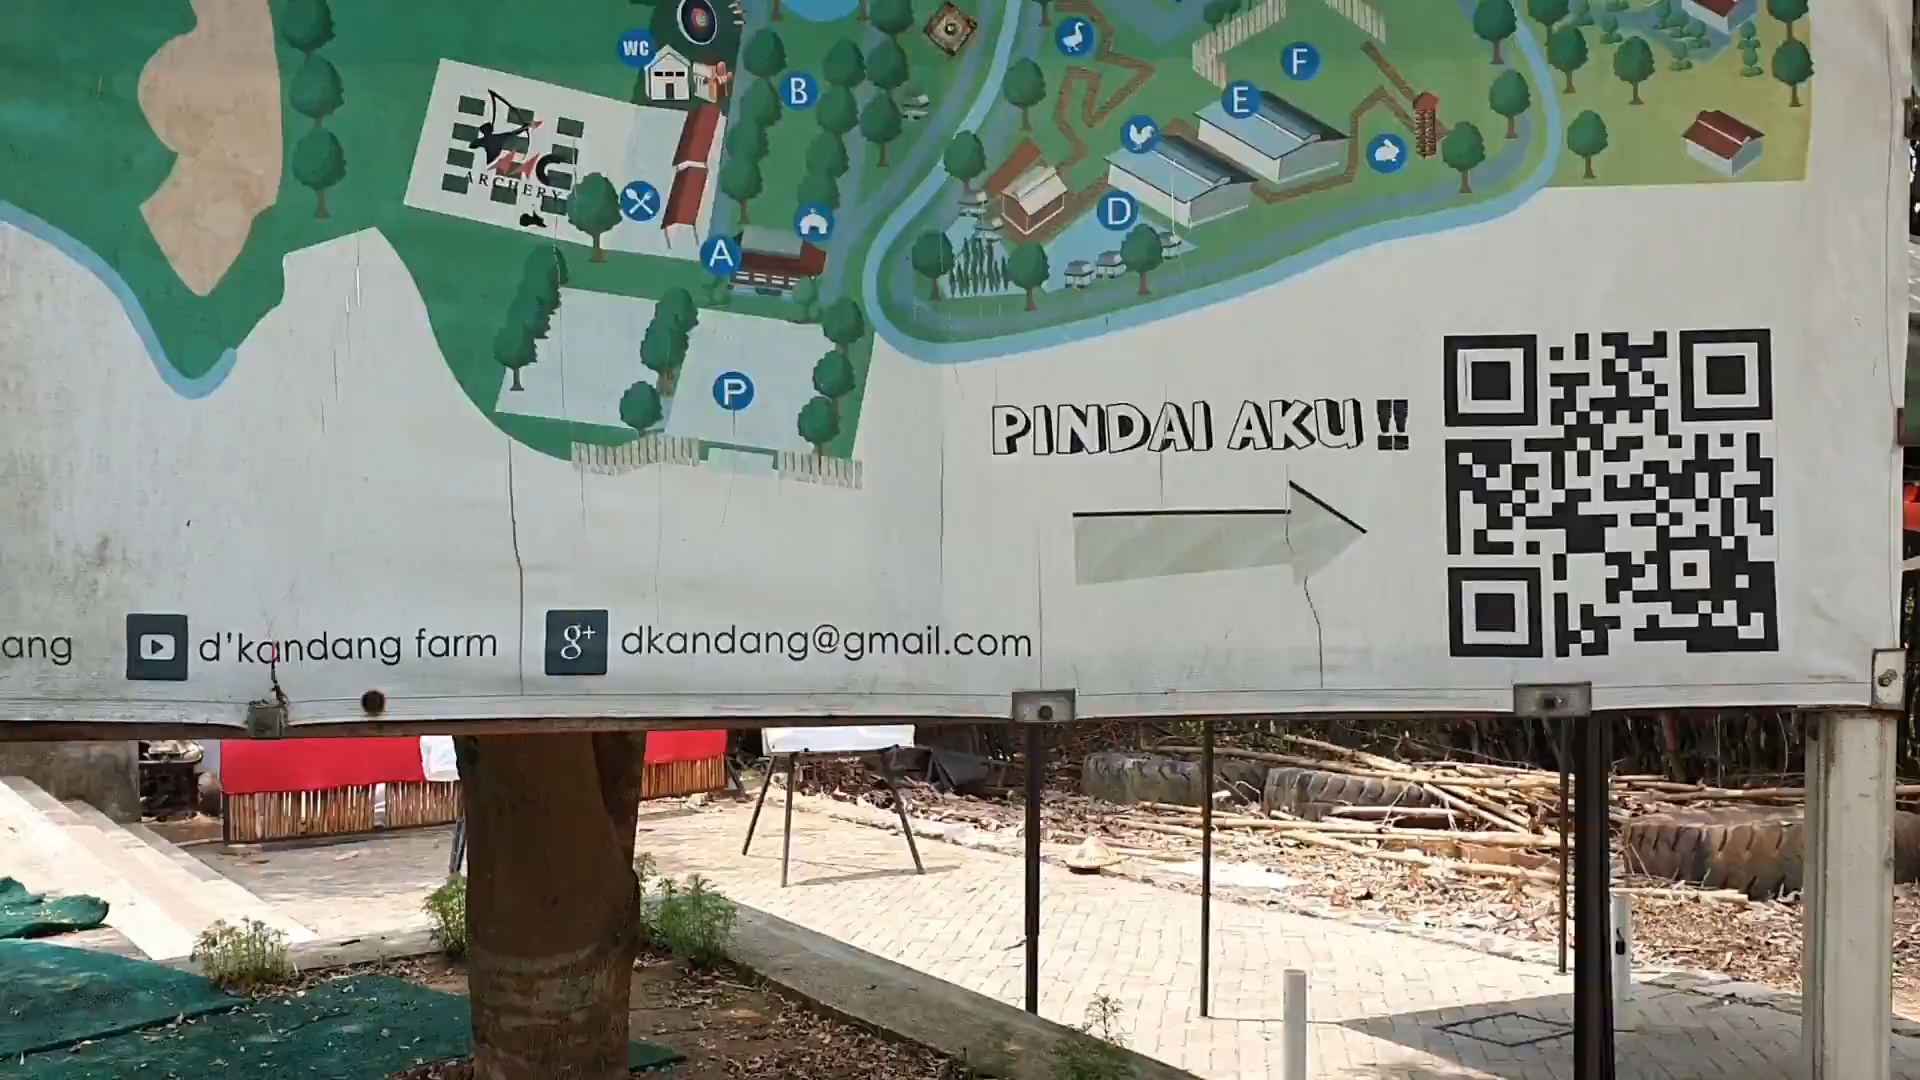 WC
B
F
E
ARCHERY
D
A
P
PINDAI AKU !!
ang
d'kandang farm
g+
dkandang@gmail.com